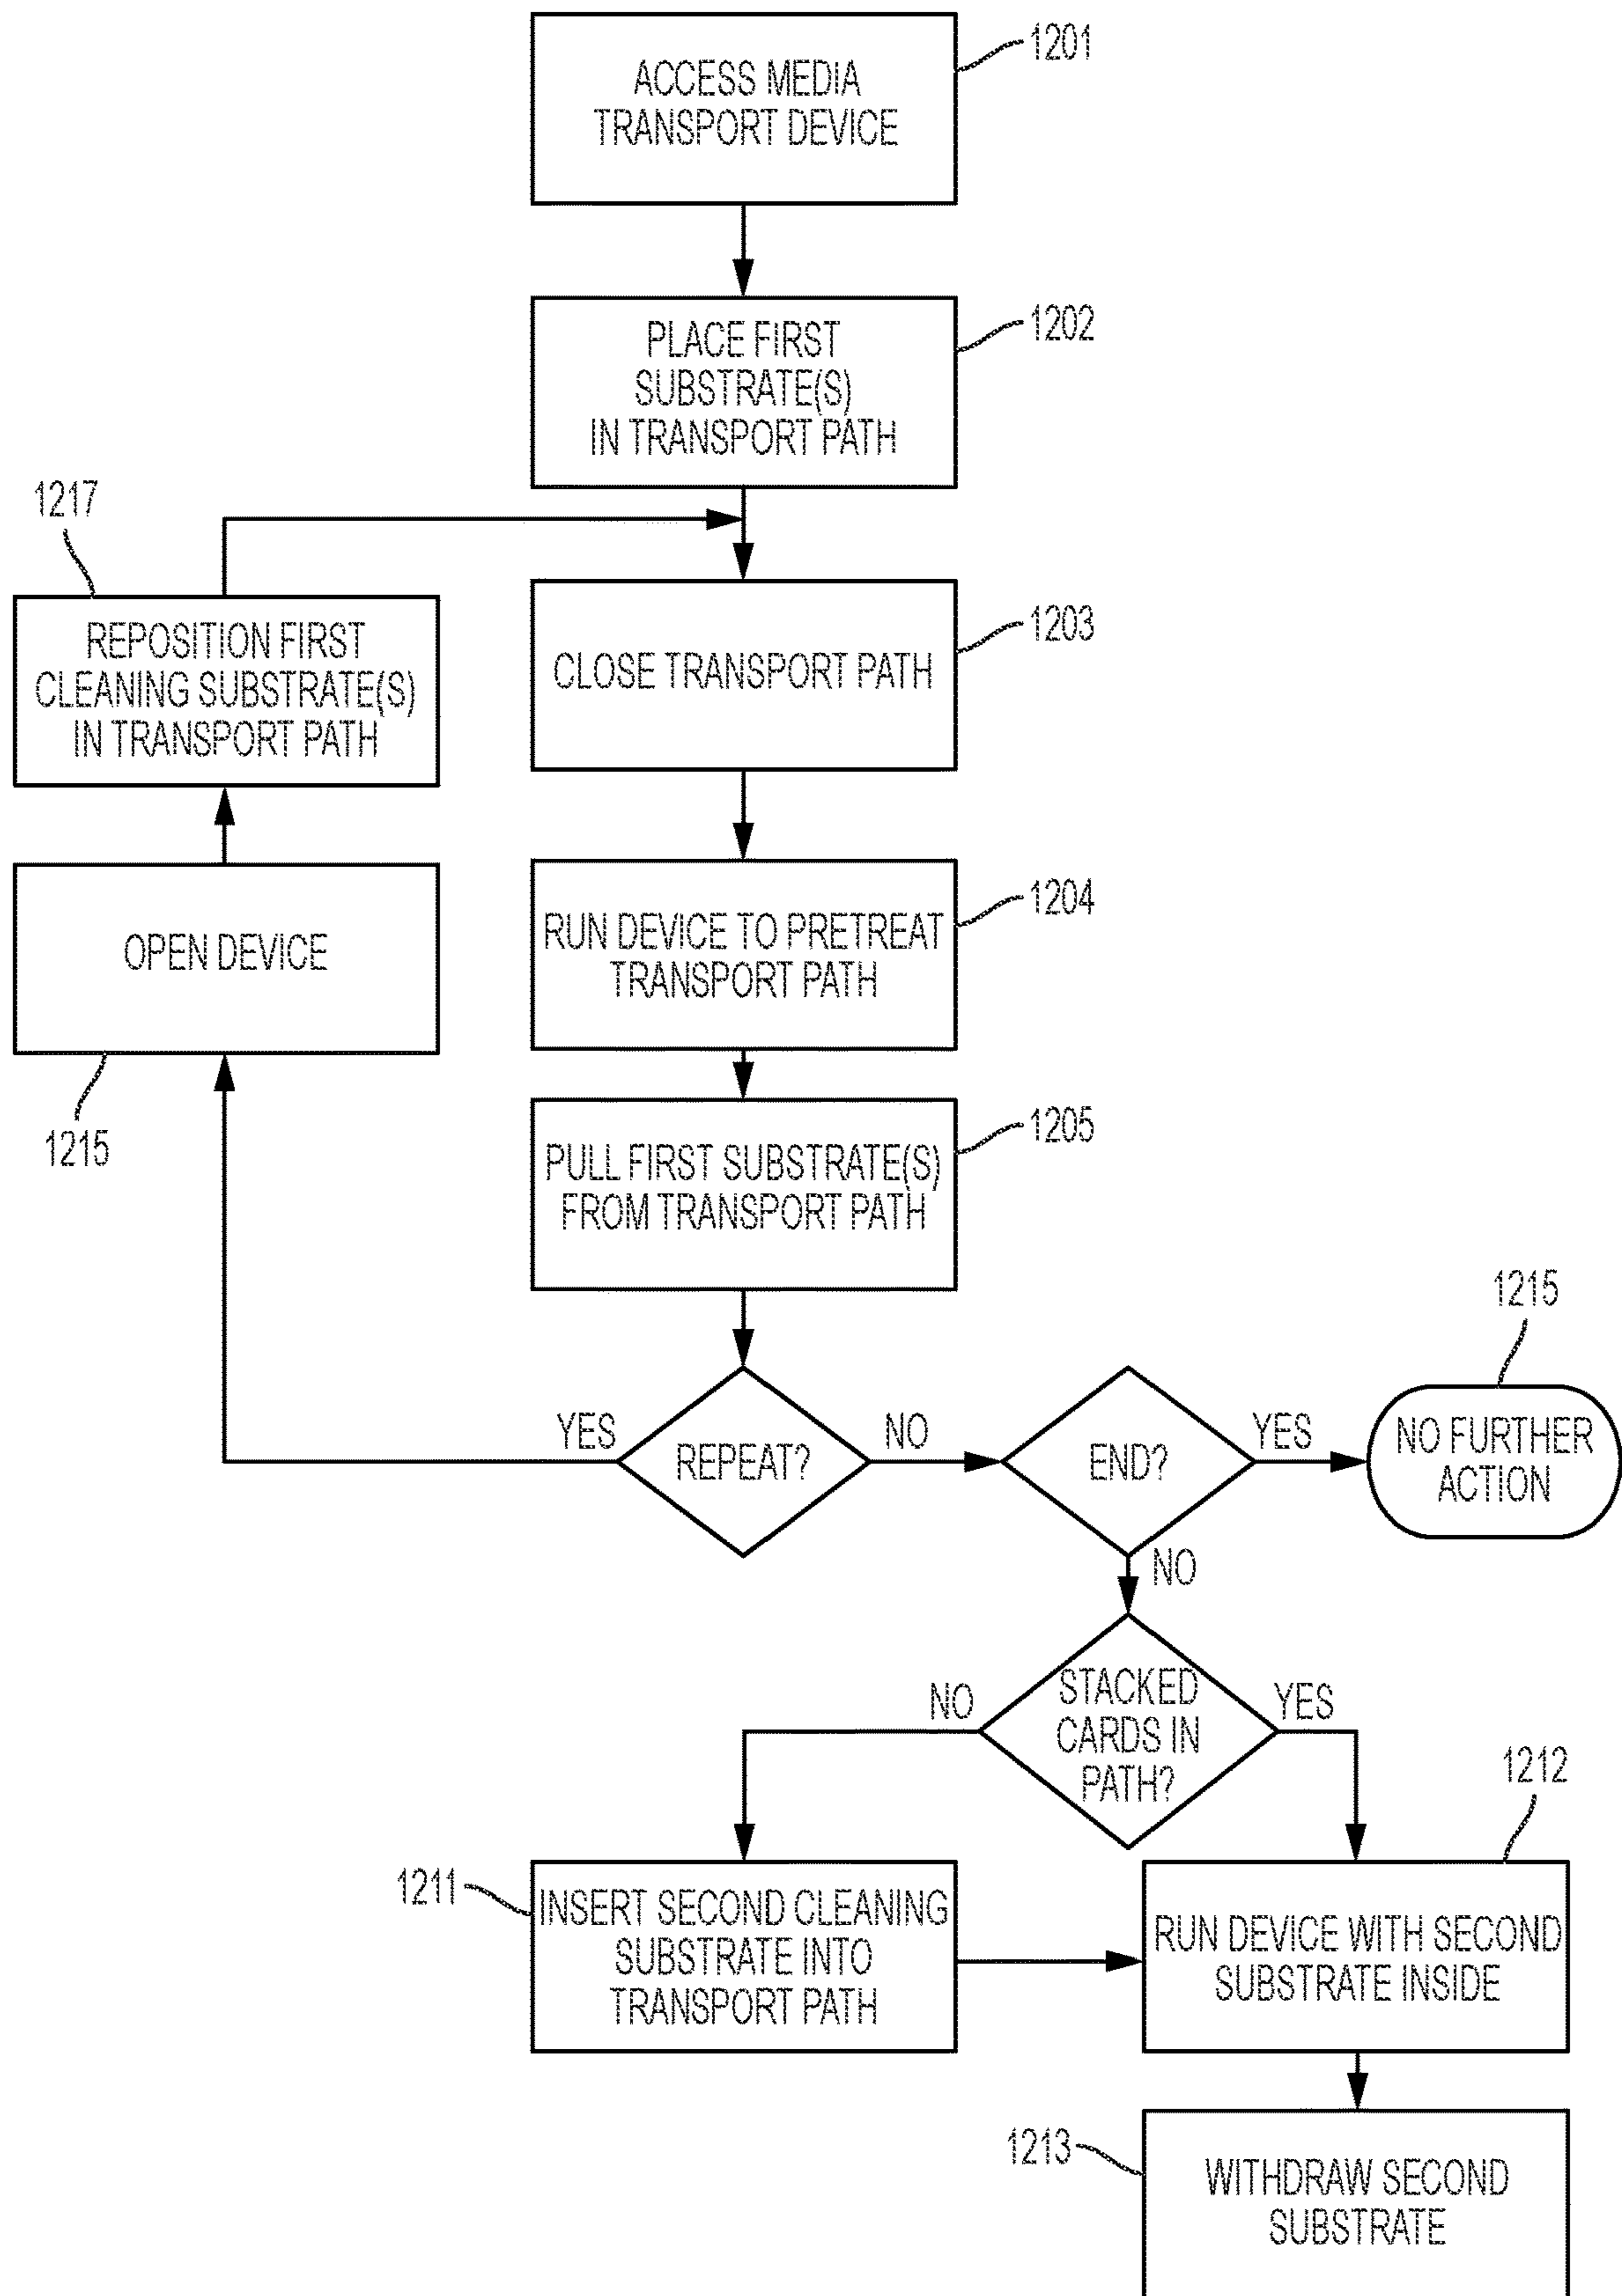 ACCESS MEDIA
TRANSPORT DEVICE
1201
PLACE FIRST
SUBSTRATE(S)
IN TRANSPORT PATH
1202
1217
REPOSITION FIRST
CLEANING SUBSTRATE(S)
IN TRANSPORT PATH
CLOSE TRANSPORT PATH
1203
OPEN DEVICE
1215
RUN DEVICE TO PRETREAT
TRANSPORT PATH
1204
PULL FIRST SUBSTRATE(S)
FROM TRANSPORT PATH
1205
YES
REPEAT?
NO
END?
YES
1215
NO FURTHER
ACTION
NO
NO
STACKED
CARDS IN
PATH?
YES
1211
INSERT SECOND CLEANING
SUBSTRATE INTO
TRANSPORT PATH
1212
RUN DEVICE WITH SECOND
SUBSTRATE INSIDE
1213
WITHDRAW SECOND
SUBSTRATE